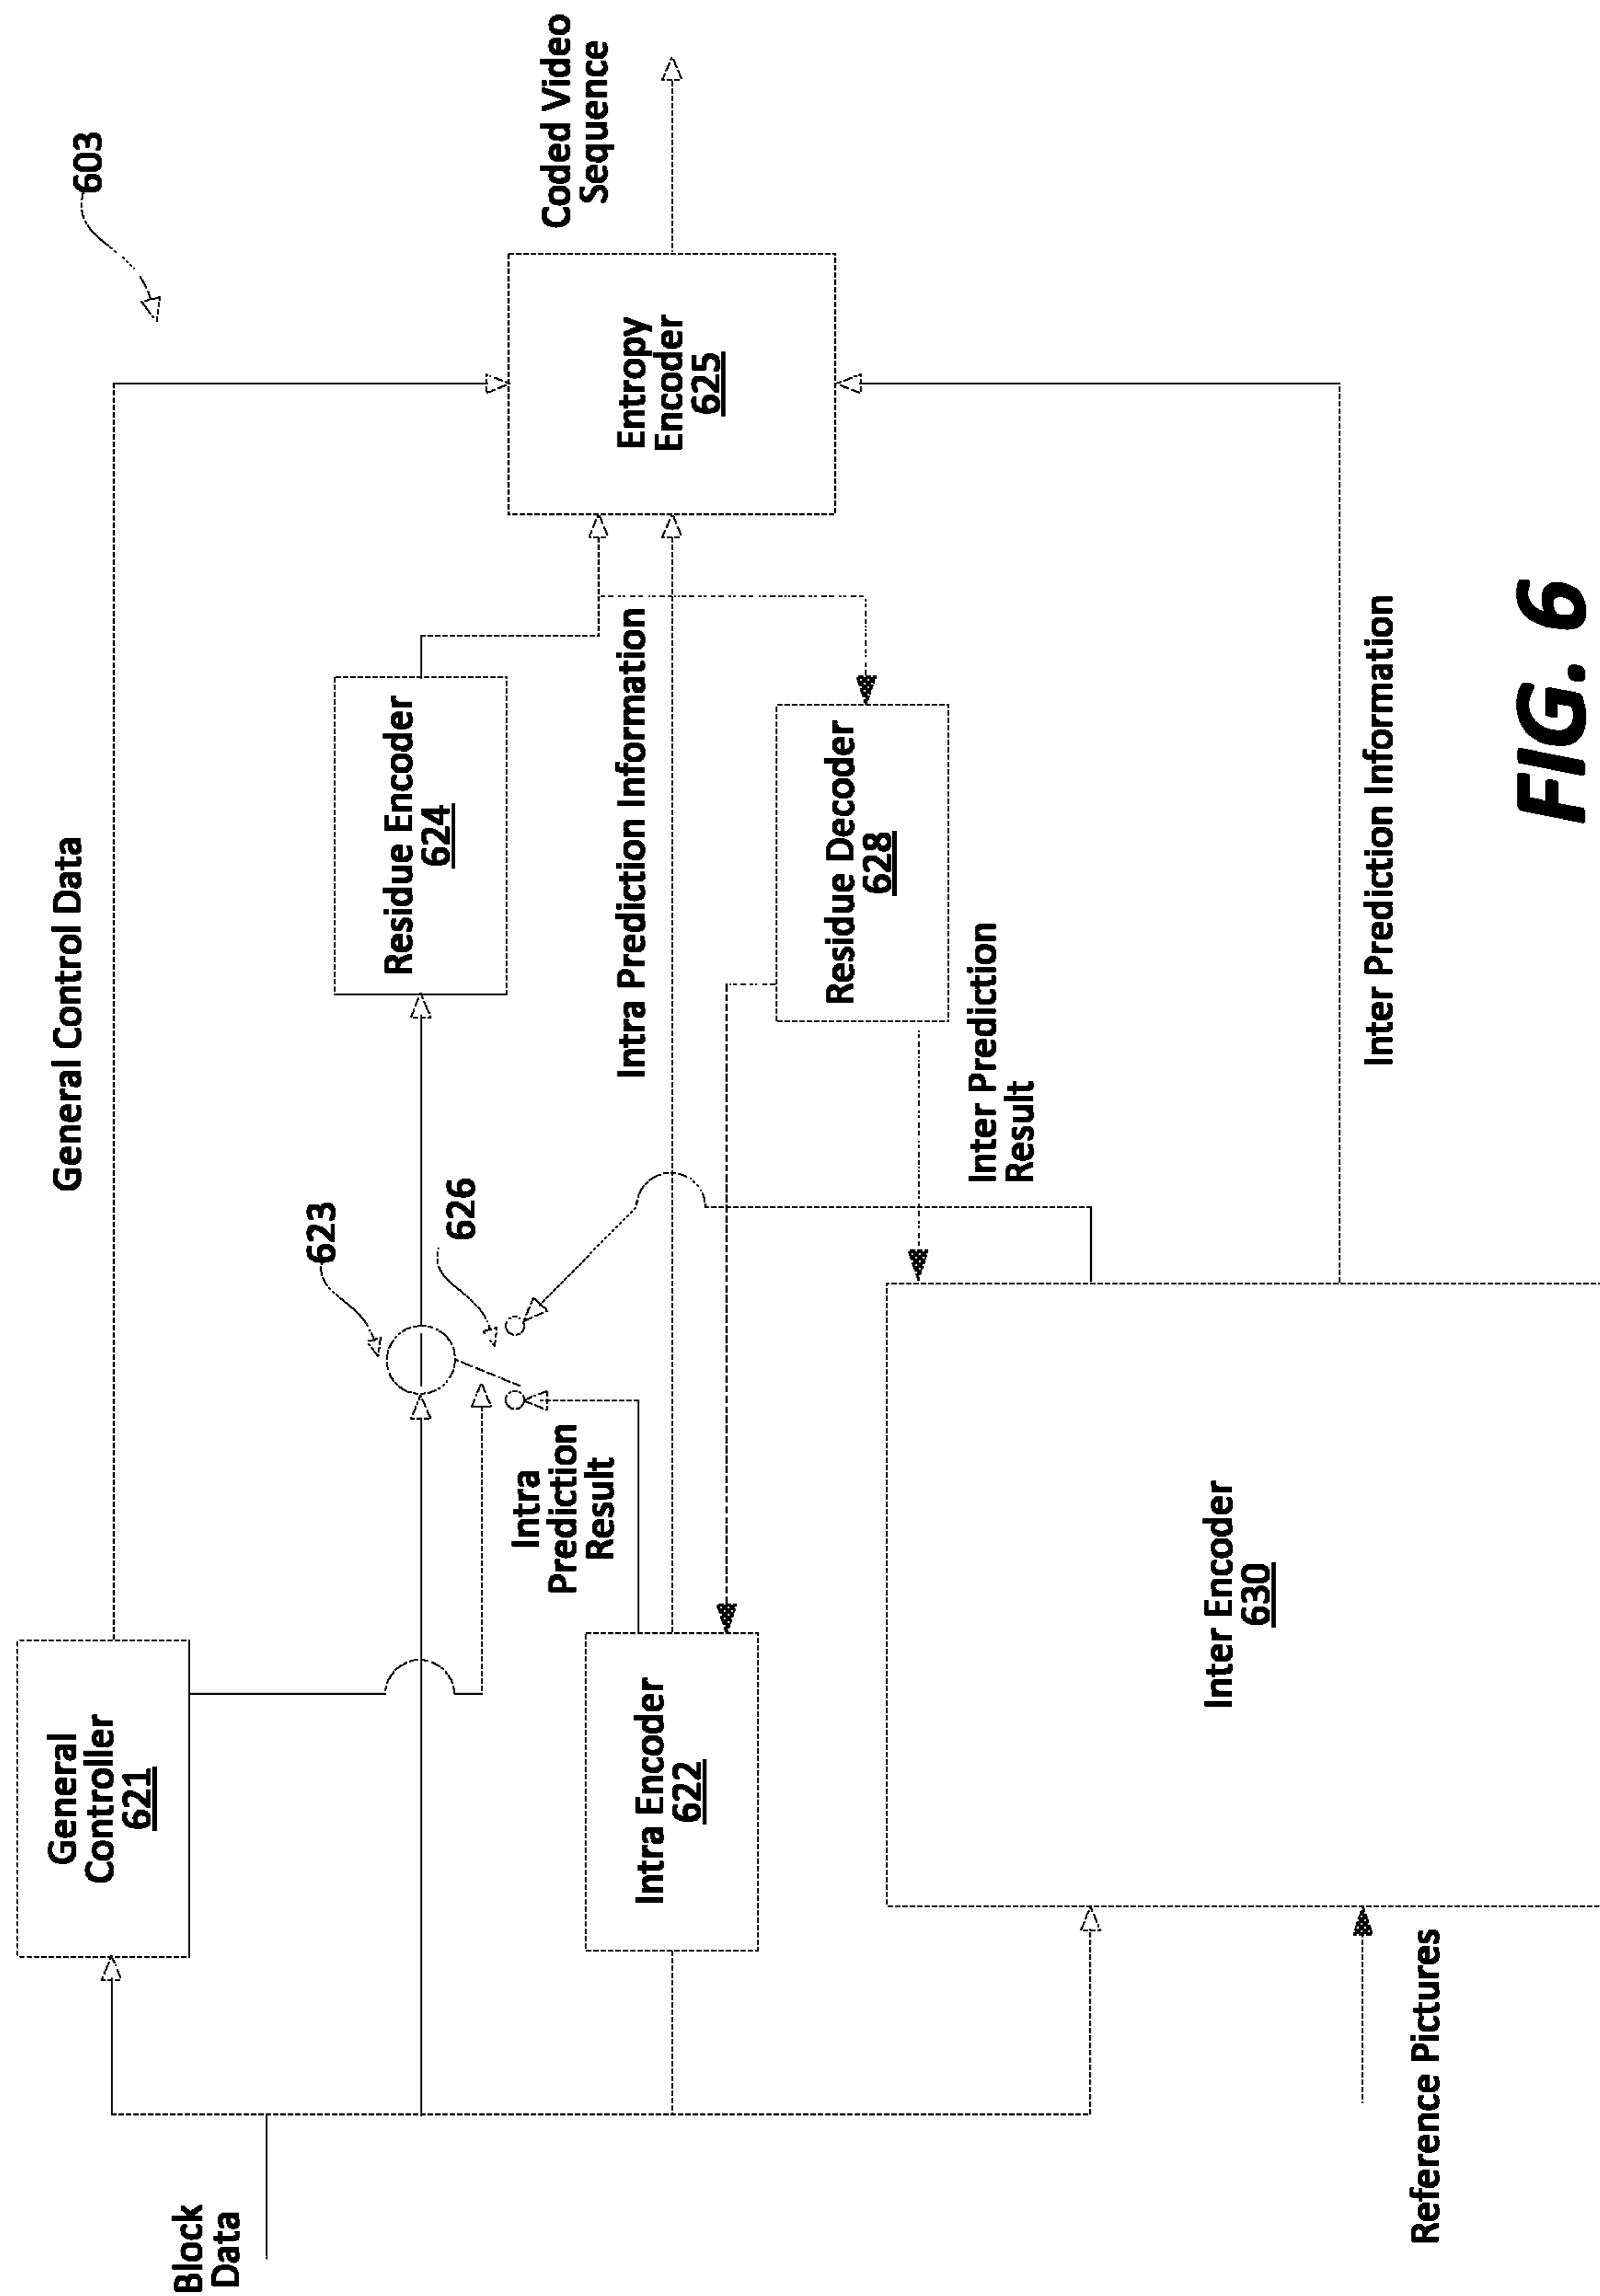 603
General Control Data
Coded Video
Sequence
General
Controller
621
Block
Data
623
626
Residue Encoder
624
Entropy
Encoder
625
Intra
Prediction
Result
Intra Prediction Information
Intra Encoder
622
Residue Decoder
628
Inter Prediction
Result
Inter Encoder
630
Inter Prediction Information
Reference Pictures
FIG. 6